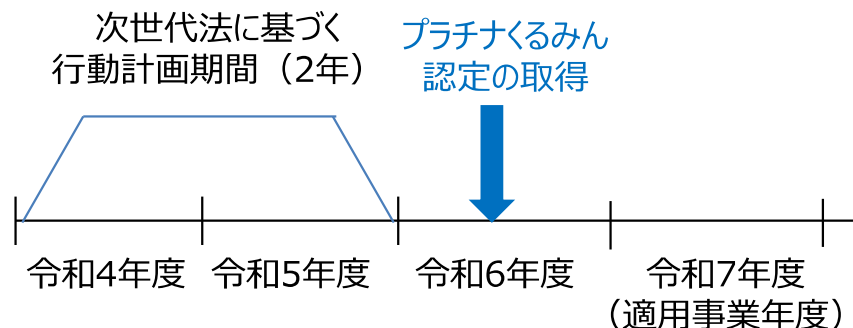 次世代法に基づく
行動計画期間（2年）
プラチナくるみん
認定の取得
令和4年度
令和5年度
令和6年度
令和7年度
（適用事業年度）